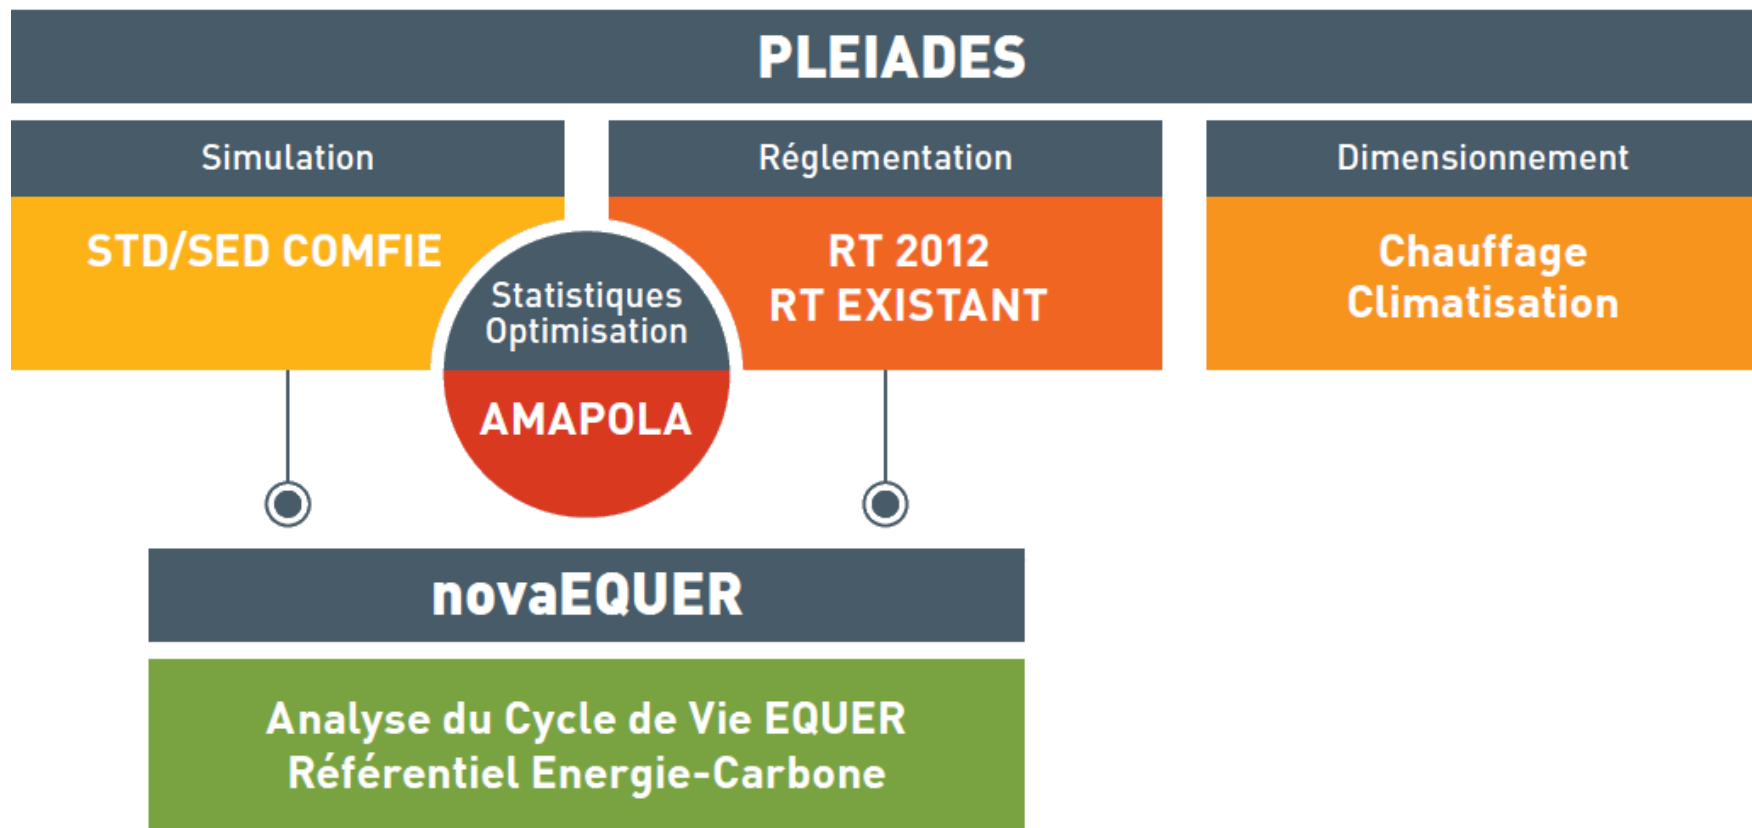 PLEIADES
Simulation
Réglementation
Dimensionnement
STD/SED COMFIE
Statistiques
Optimisation
AMAPOLA
RT 2012
RT EXISTANT
Chauffage
Climatisation
novaEQUER
Analyse du Cycle de Vie EQUER
Référentiel Energie-Carbone